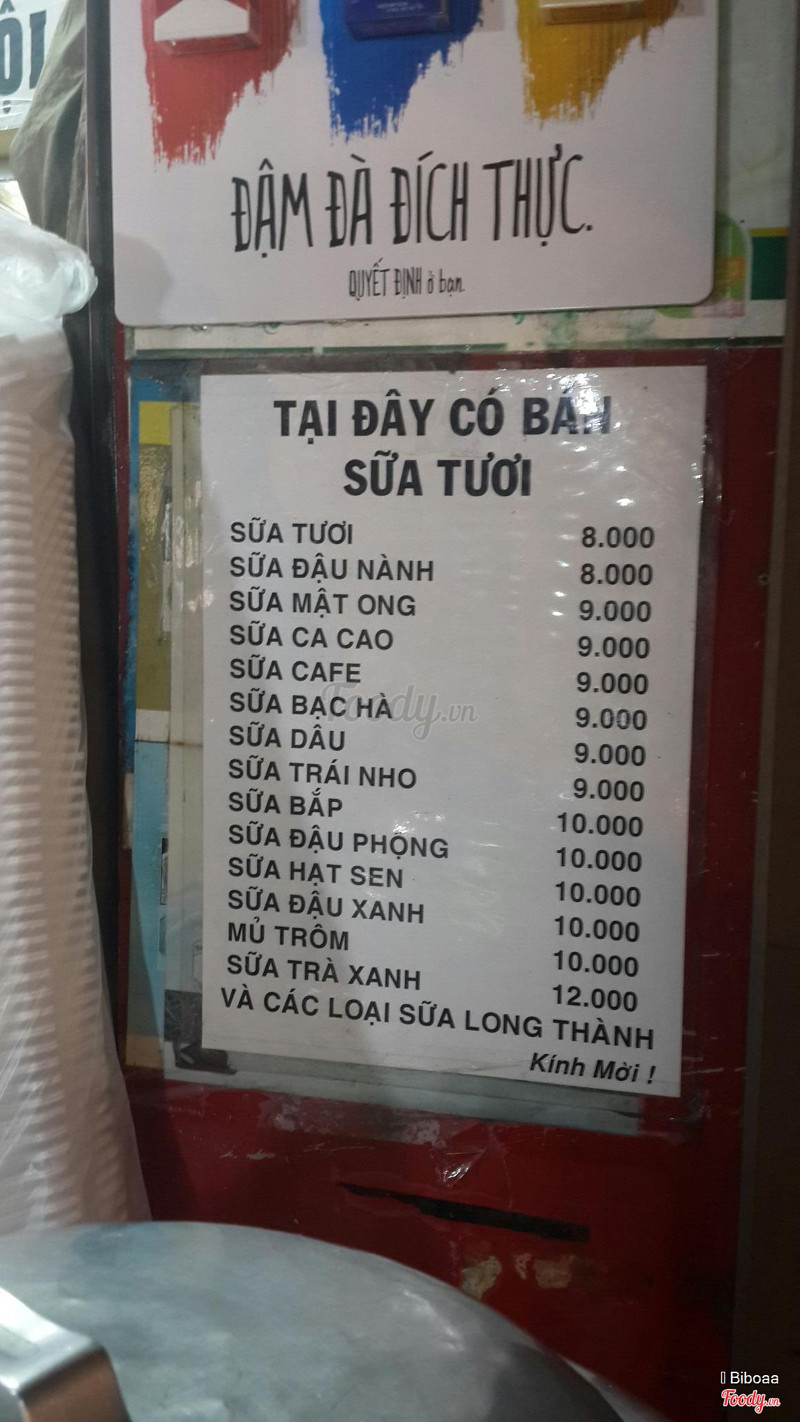 ĐẬM ĐÀ ĐÍCH THỰC.
QUYẾT ĐỊNH ở bạn.
TẠI ĐÂY CÓ BÁN
SỮA TƯƠI
SỮA TƯƠI 8.000
SỮA ĐẬU NÀNH 8.000
SỮA MẬT ONG 9.000
SỮA CA CAO 9.000
SỮA CAFE 9.000
SỮA BẠC HÀ 9.000
SỮA DÂU 9.000
SỮA TRÁI NHO 9.000
SỮA BẮP 10.000
SỮA ĐẬU PHỘNG 10.000
SỮA HẠT SEN 10.000
SỮA ĐẬU XANH 10.000
MỦ TRÔM 10.000
SỮA TRÀ XANH 12.000
VÀ CÁC LOẠI SỮA LONG THÀNH
Kính Mời !
Foody.vn
Biboaa
Foody.vn